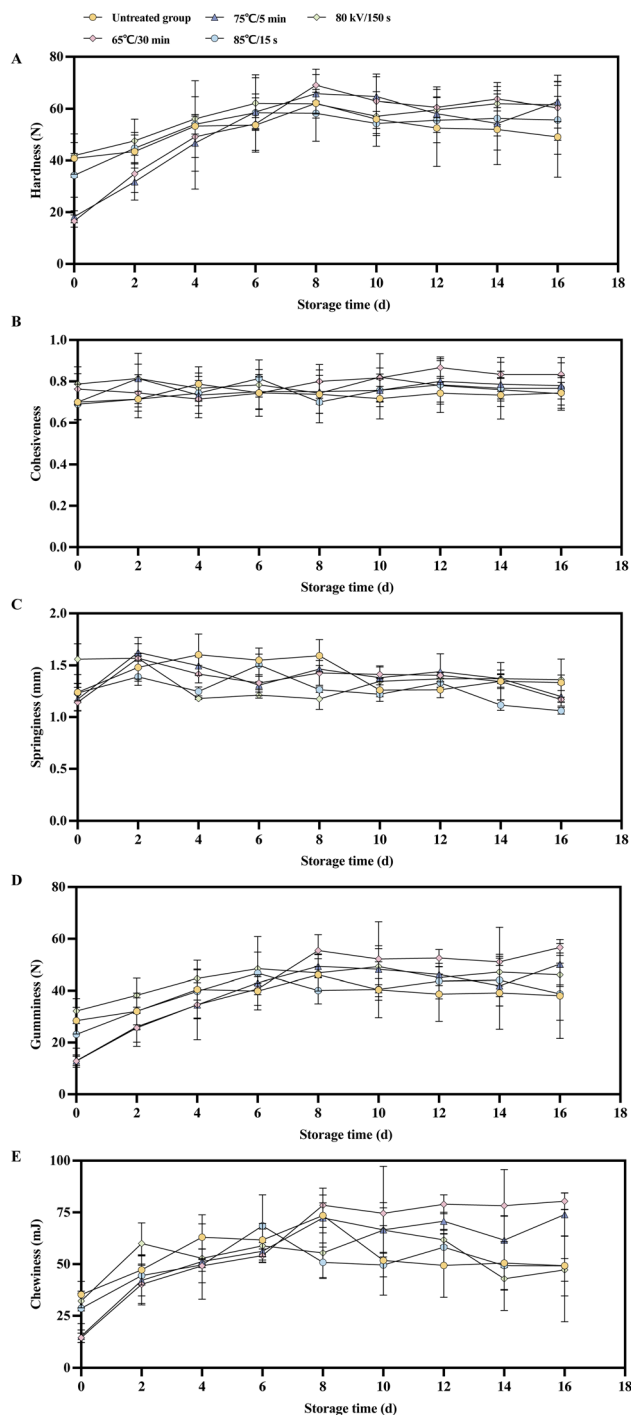 Untreated group 75℃/5 min 80 kV/150 s
65℃/30 min 85℃/15 s
A
80
60
40
20
0
Hardness (N)
0 2 4 6 8 10 12 14 16 18
Storage time (d)
B
1.0
0.8
0.6
0.4
0.2
0.0
Cohesiveness
0 2 4 6 8 10 12 14 16 18
Storage time (d)
C
2.0
1.5
1.0
0.5
0.0
Springiness (mm)
0 2 4 6 8 10 12 14 16 18
Storage time (d)
D
80
60
40
20
0
Gumminess (N)
0 2 4 6 8 10 12 14 16 18
Storage time (d)
E
100
75
50
25
0
Chewiness (mJ)
0 2 4 6 8 10 12 14 16 18
Storage time (d)